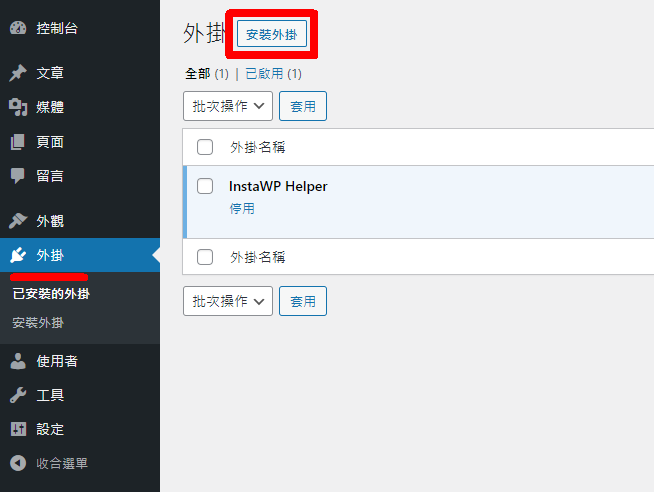 控制台
文章
媒體
頁面
留言
外觀
外掛
已安裝的外掛
安裝外掛
使用者
工具
設定
收合選單
外掛 安裝外掛
全部 (1) | 已啟用 (1)
批次操作 套用
外掛名稱
InstaWP Helper
停用
外掛名稱
批次操作 套用